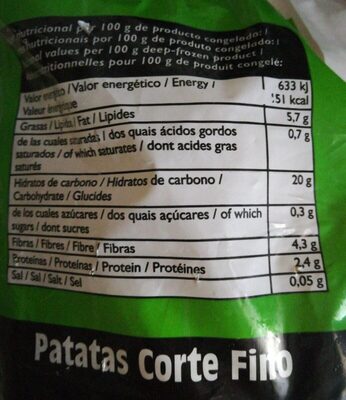 nutricional por 100 g de producto congelado: /
nutricionais por 100 g de produto congelado: /
values per 100 g deep-frozen product /
nutritionnelles pour 100 g de produit congelé:
Valor energético / Valor energético / Energy /
Valeur énergétique
633 kj
151 kcal
Grasas / Lípidos / Fat / Lipides
5,7 g
de las cuales saturadas / dos quais ácidos gordos
saturados / of which saturates / dont acides gras
saturés
0,7 g
Hidratos de carbono / Hidratos de carbono /
Carbohydrate / Glucides
20 g
de los cuales azúcares / dos quais açúcares / of which
sugars / dont sucres
0,3 g
Fibras / Fibres / Fibre / Fibras
4,3 g
Proteínas / Proteínas / Protein / Protéines
2,4 g
Sal / Sal / Salt / Sel
0,05 g
Patatas Corte Fino